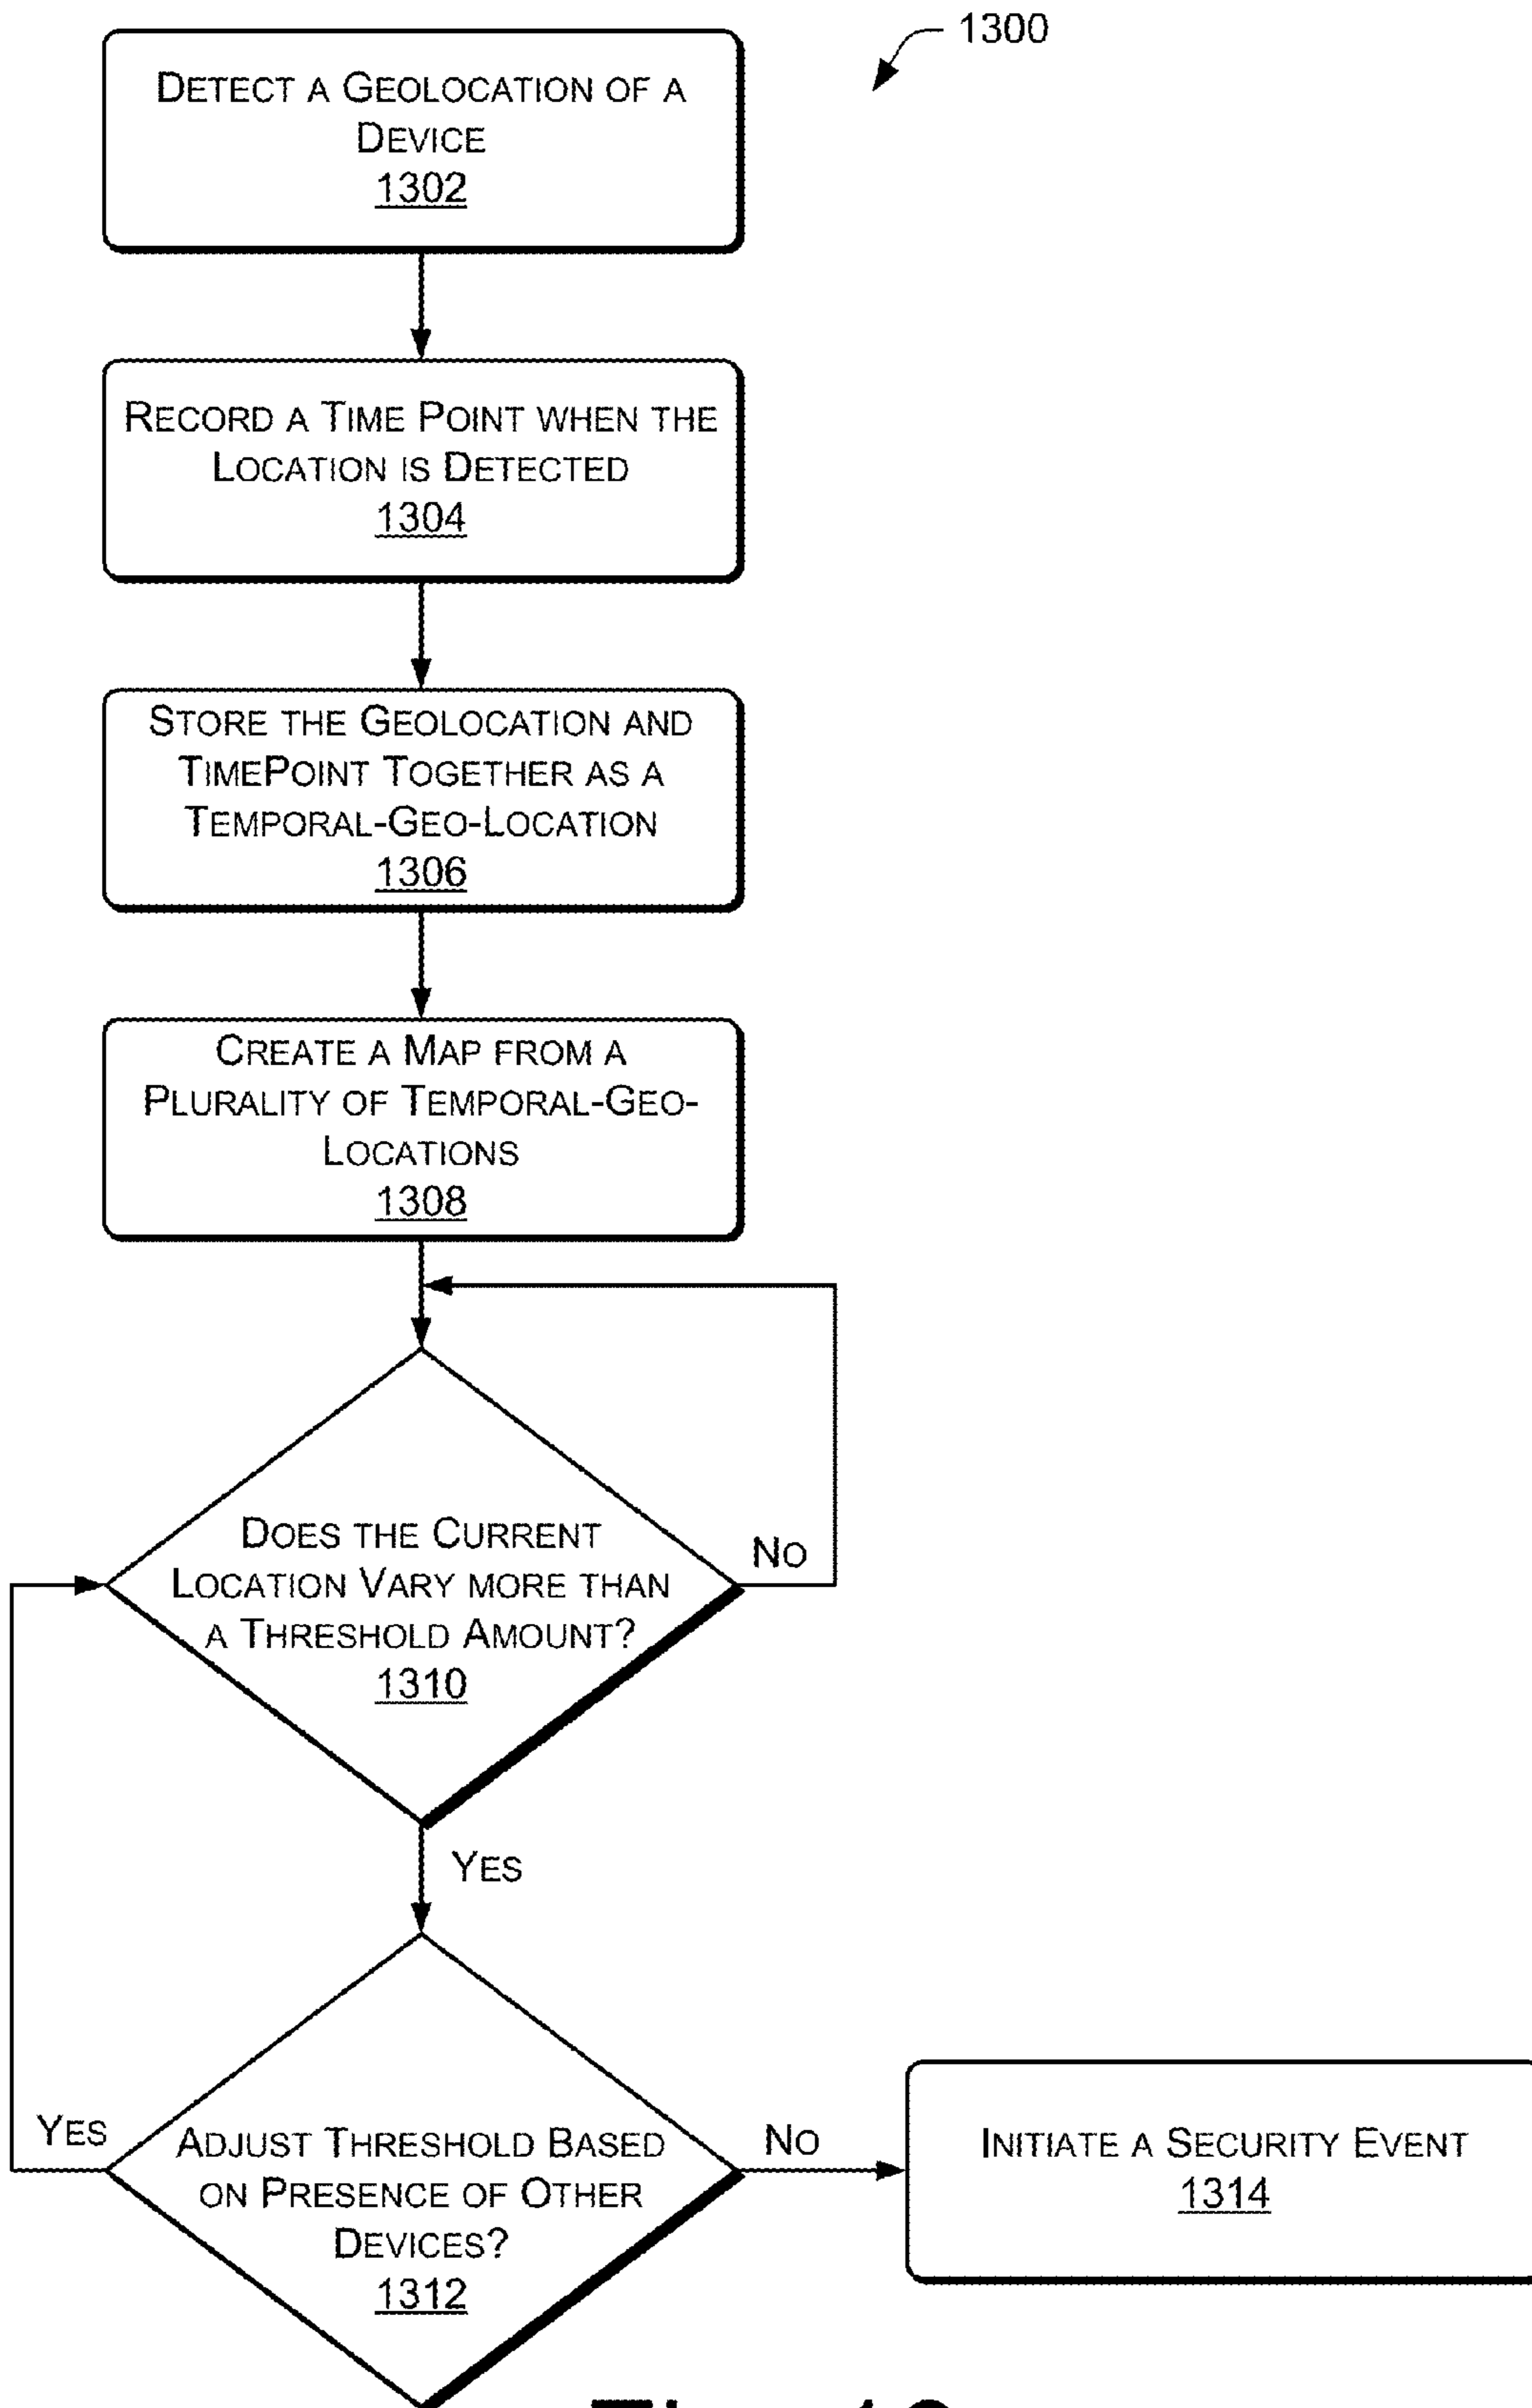 1300
DETECT A GEOLOCATION OF A
DEVICE
1302
RECORD A TIME POINT WHEN THE
LOCATION IS DETECTED
1304
STORE THE GEOLOCATION AND
TIMEPOINT TOGETHER AS A
TEMPORAL-GEO-LOCATION
1306
CREATE A MAP FROM A
PLURALITY OF TEMPORAL-GEO-
LOCATIONS
1308
DOES THE CURRENT
LOCATION VARY MORE THAN
A THRESHOLD AMOUNT?
1310
NO
YES
ADJUST THRESHOLD BASED
ON PRESENCE OF OTHER
DEVICES?
1312
YES
NO
INITIATE A SECURITY EVENT
1314